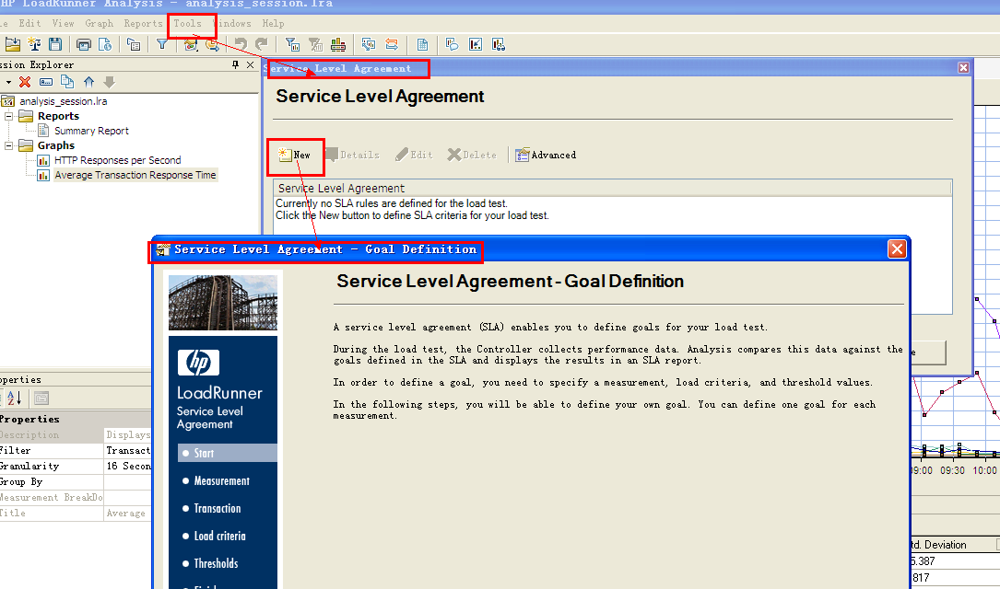 HP LoadRunner Analysis - analysis_session.lra
Edit View Graph Reports Tools Windows Help
ssion Explorer
analysis_session.lra
Reports
Summary Report
Graphs
HTTP Responses per Second
Average Transaction Response Time
Service Level Agreement
Service Level Agreement
New Details Edit Delete Advanced
Service Level Agreement
Currently no SLA rules are defined for the load test.
Click the New button to define SLA criteria for your load test.
Service Level Agreement - Goal Definition
Service Level Agreement - Goal Definition
A service level agreement (SLA) enables you to define goals for your load test.
During the load test, the Controller collects performance data. Analysis compares this data against the
goals defined in the SLA and displays the results in an SLA report.
In order to define a goal, you need to specify a measurement, load criteria, and threshold values.
In the following steps, you will be able to define your own goal. You can define one goal for each
measurement.
hp
LoadRunner
Service Level
Agreement
Start
Measurement
Transaction
Load criteria
Thresholds
operties
Properties
Description Displays
Filter Transact
Granularity 16 Secon
Group By
Measurement BreakDo
Title Average
09:00 09:30 10:00
td. Deviation
5.387
817